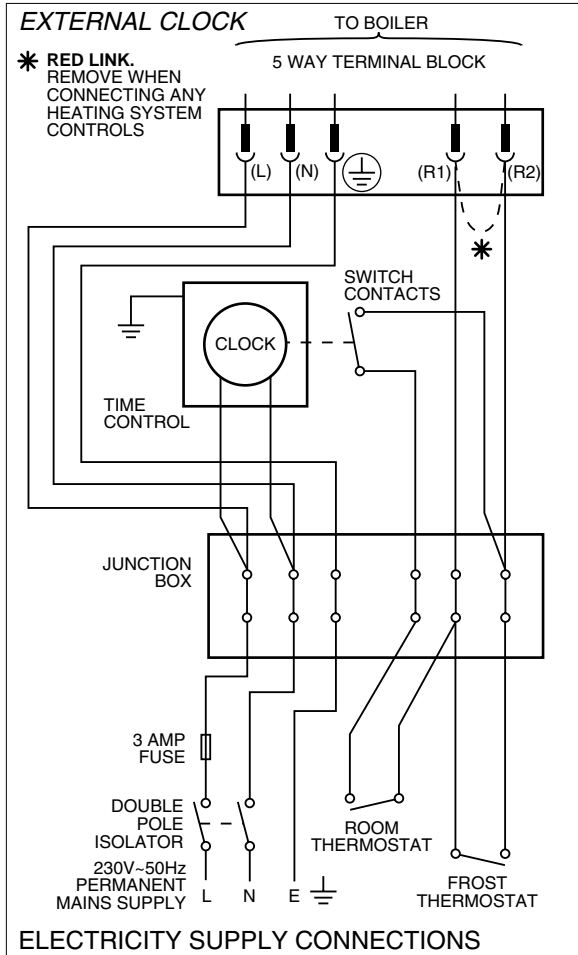 EXTERNAL CLOCK
TO BOILER
✱ RED LINK.
REMOVE WHEN
CONNECTING ANY
HEATING SYSTEM
CONTROLS
5 WAY TERMINAL BLOCK
(L)
(N)
(R1)
(R2)
✱
SWITCH
CONTACTS
CLOCK
TIME
CONTROL
JUNCTION
BOX
3 AMP
FUSE
DOUBLE
POLE
ISOLATOR
ROOM
THERMOSTAT
230V~50Hz
PERMANENT
MAINS SUPPLY
L
N
E
FROST
THERMOSTAT
ELECTRICITY SUPPLY CONNECTIONS